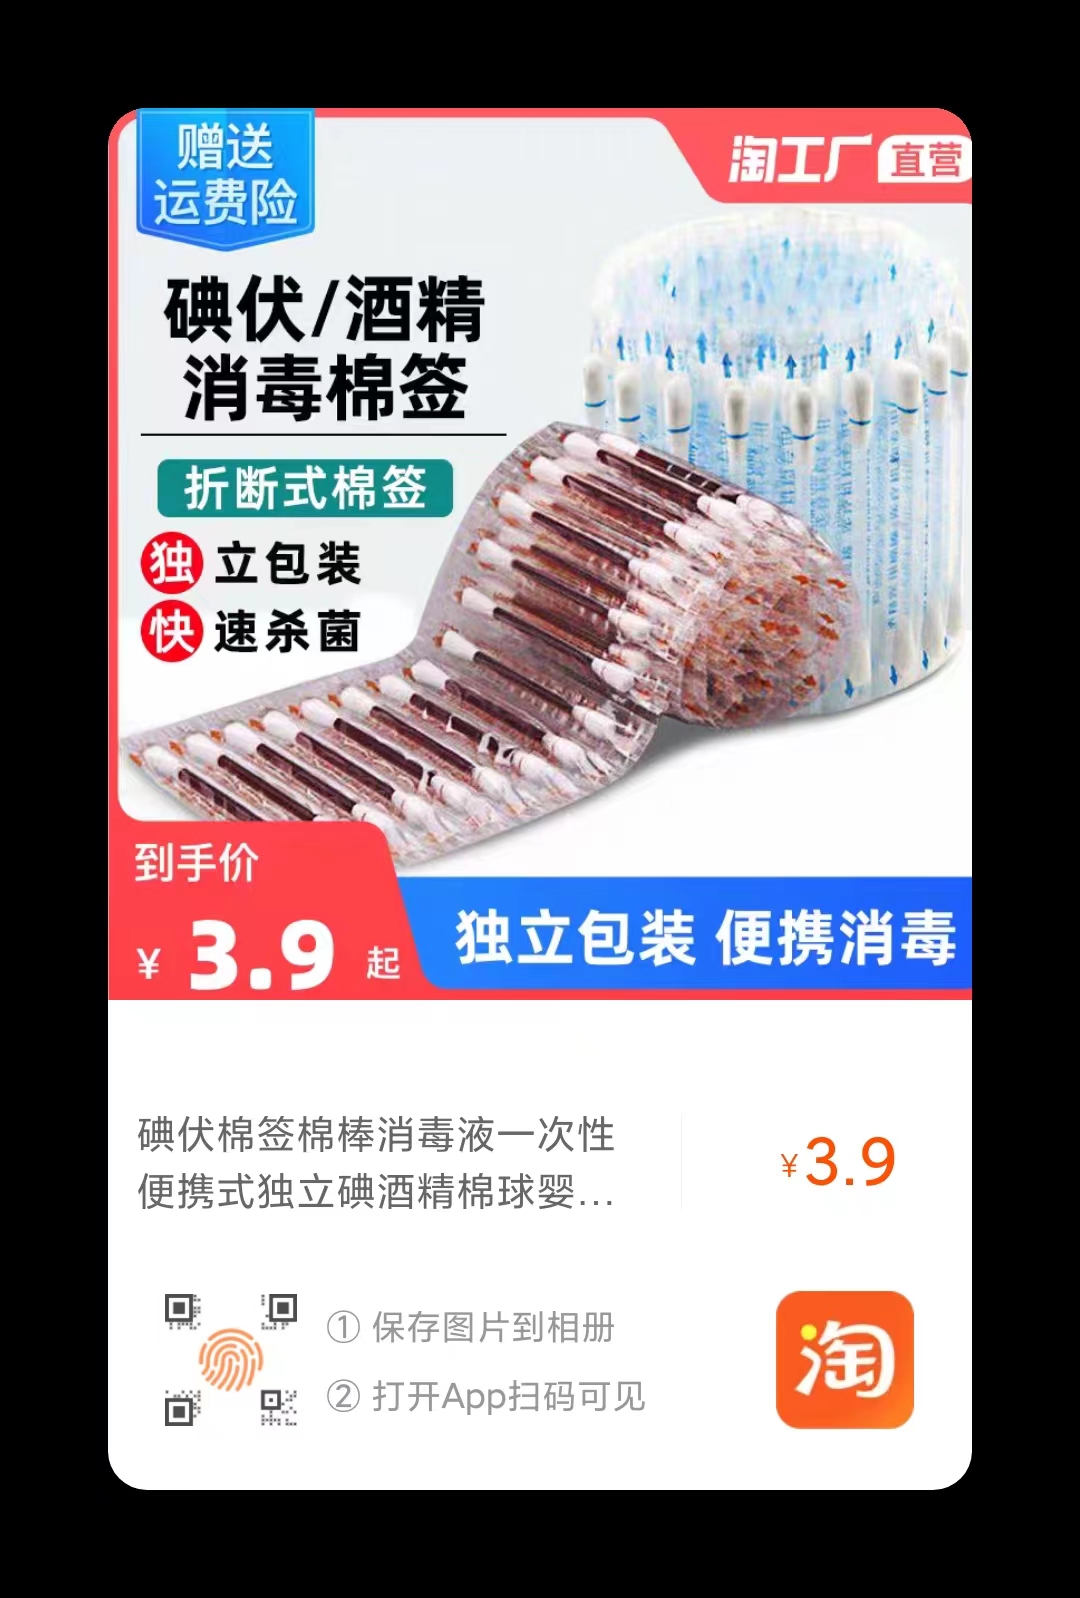 赠送
运费险
淘工厂 直营
碘伏/酒精
消毒棉签
折断式棉签
独立包装
快速杀菌
到手价
¥ 3.9 起
独立包装 便携消毒
碘伏棉签棉棒消毒液一次性
便携式独立碘酒精棉球婴...
¥3.9
① 保存图片到相册
② 打开App扫码可见
淘